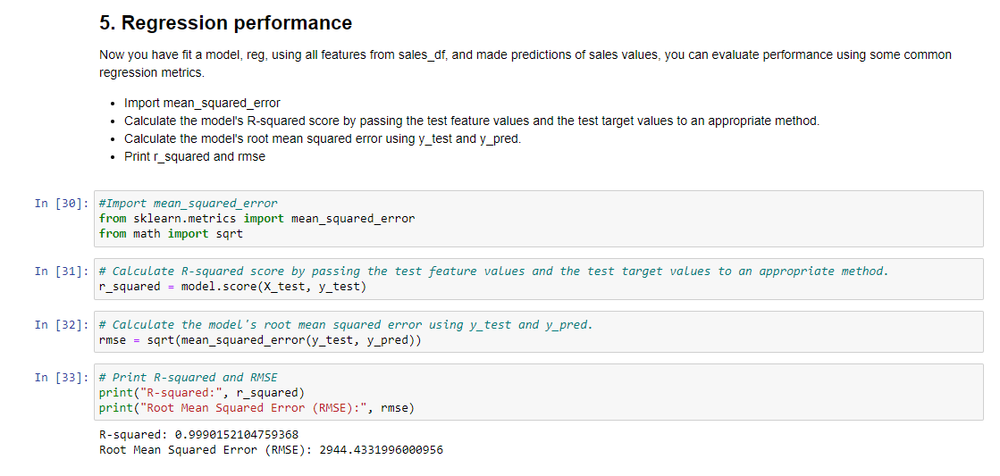 5. Regression performance
Now you have fit a model, reg, using all features from sales_df, and made predictions of sales values, you can evaluate performance using some common
regression metrics.
• Import mean_squared_error
• Calculate the model's R-squared score by passing the test feature values and the test target values to an appropriate method.
• Calculate the model's root mean squared error using y_test and y_pred.
• Print r_squared and rmse
In [30]: #Import mean_squared_error
from sklearn.metrics import mean_squared_error
from math import sqrt
In [31]: # Calculate R-squared score by passing the test feature values and the test target values to an appropriate method.
r_squared = model.score(X_test, y_test)
In [32]: # Calculate the model's root mean squared error using y_test and y_pred.
rmse = sqrt(mean_squared_error(y_test, y_pred))
In [33]: # Print R-squared and RMSE
print("R-squared:", r_squared)
print("Root Mean Squared Error (RMSE):", rmse)
R-squared: 0.9990152104759368
Root Mean Squared Error (RMSE): 2944.4331996000956